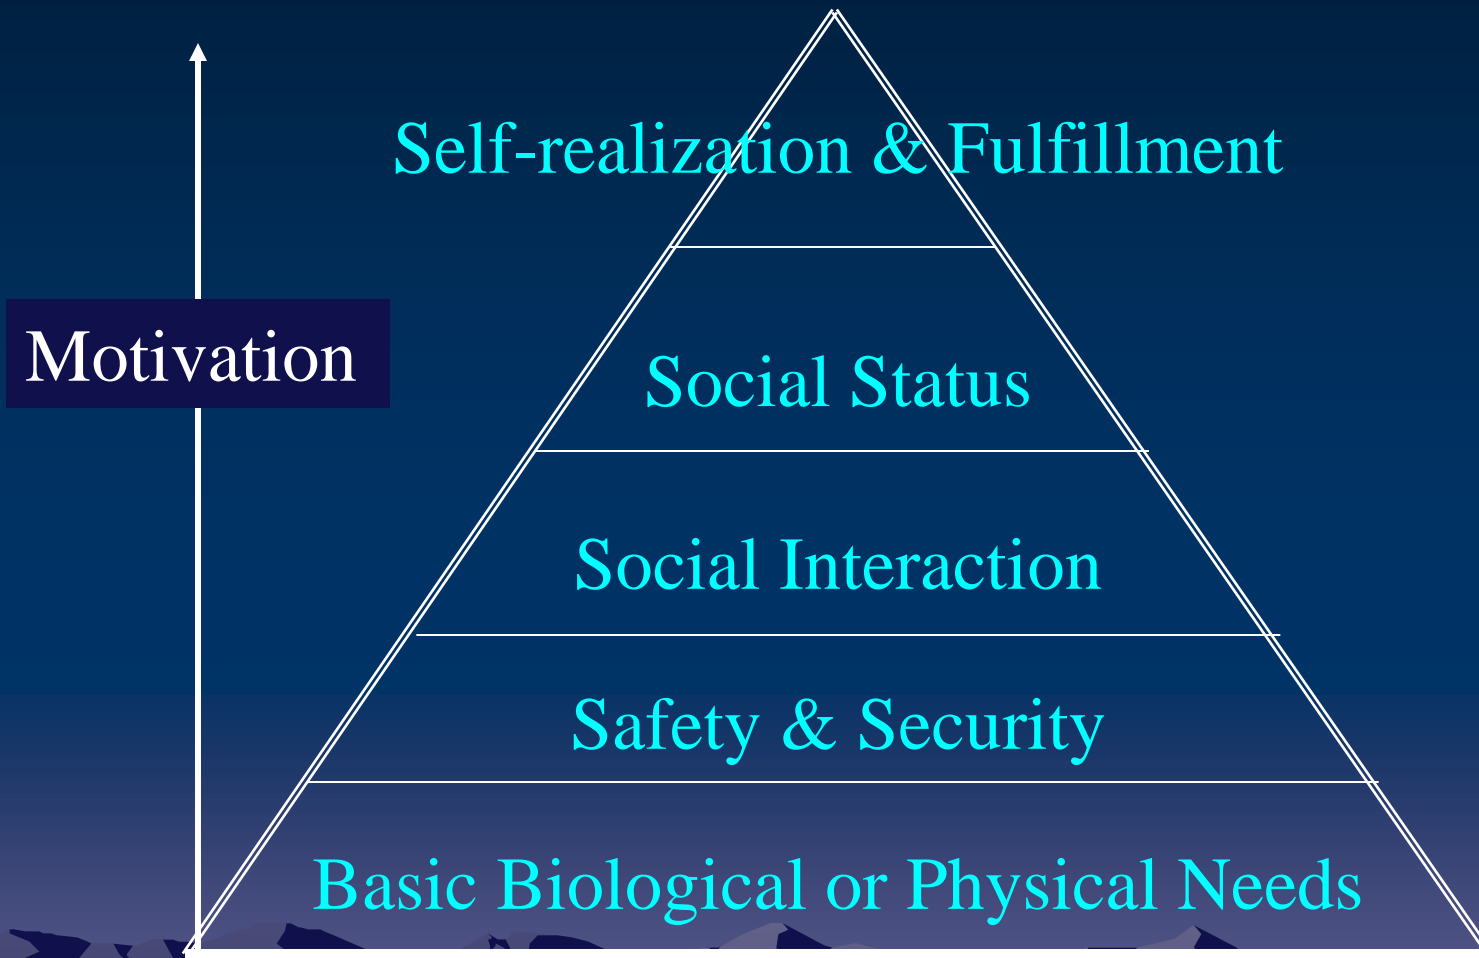 Self-realization & Fulfillment
Motivation
Social Status
Social Interaction
Safety & Security
Basic Biological or Physical Needs